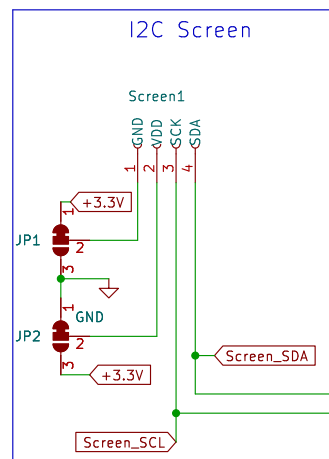 I2C Screen
Screen1
GND
VDD
SCK
SDA
1
2
3
4
+3.3V
1
JP1
2
3
1
GND
JP2
2
3
+3.3V
Screen_SDA
Screen_SCL